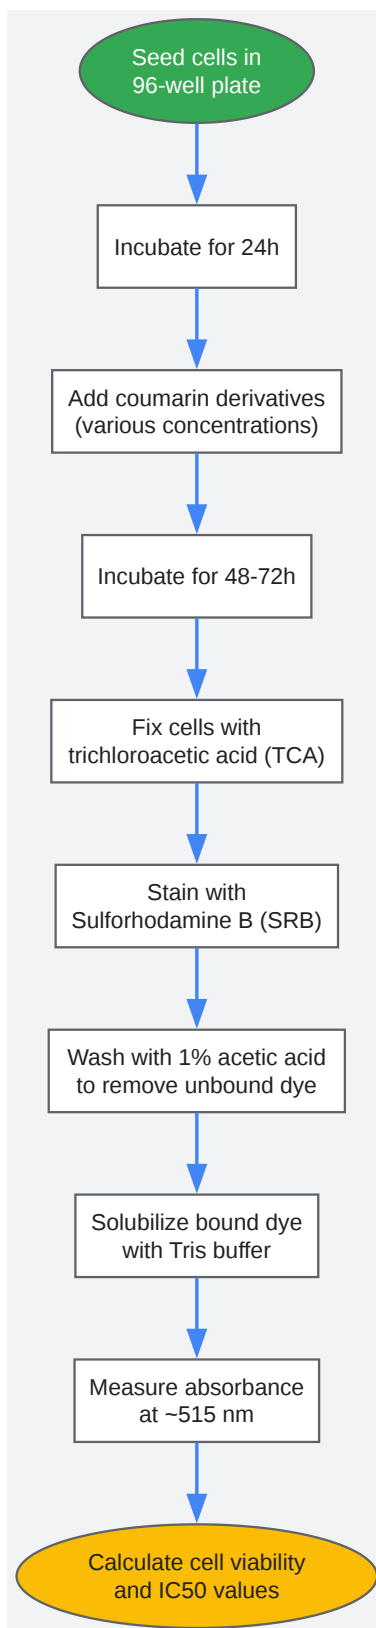 Seed cells in
96-well plate
Incubate for 24h
Add coumarin derivatives
(various concentrations)
Incubate for 48-72h
Fix cells with
trichloroacetic acid (TCA)
Stain with
Sulforhodamine B (SRB)
Wash with 1% acetic acid
to remove unbound dye
Solubilize bound dye
with Tris buffer
Measure absorbance
at ~515 nm
Calculate cell viability
and IC50 values